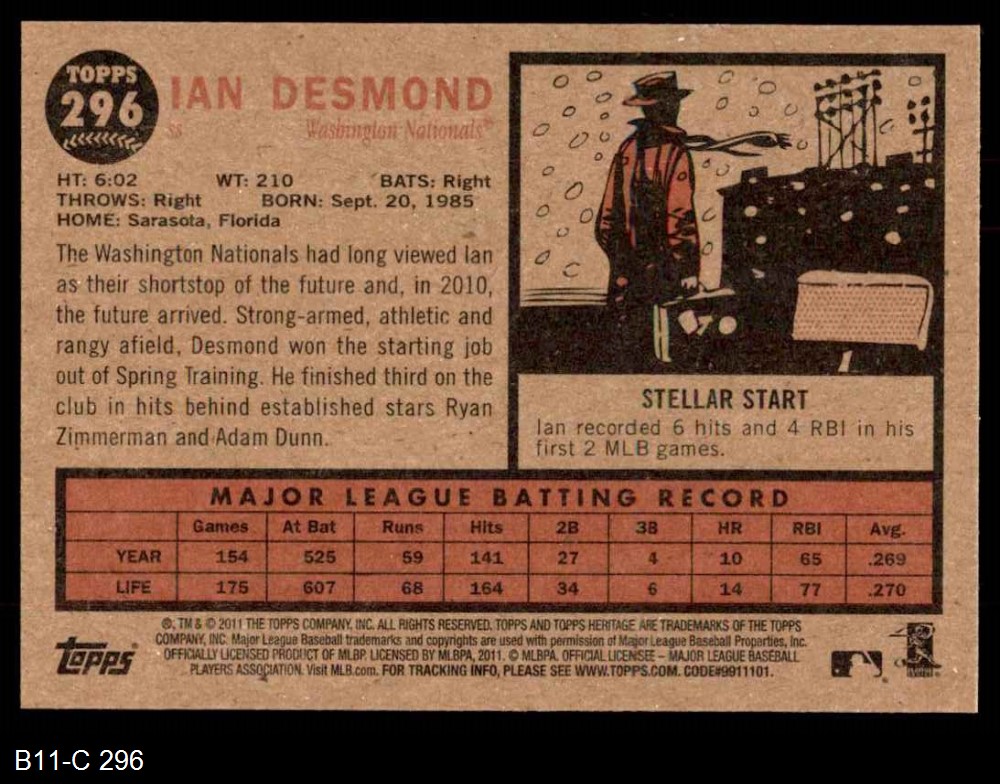 TOPPS
296
IAN DESMOND
SS Washington Nationals®
HT: 6:02 WT: 210 BATS: Right
THROWS: Right BORN: Sept. 20, 1985
HOME: Sarasota, Florida
The Washington Nationals had long viewed Ian
as their shortstop of the future and, in 2010,
the future arrived. Strong-armed, athletic and
rangy afield, Desmond won the starting job
out of Spring Training. He finished third on the
club in hits behind established stars Ryan
Zimmerman and Adam Dunn.
STELLAR START
Ian recorded 6 hits and 4 RBI in his
first 2 MLB games.
MAJOR LEAGUE BATTING RECORD
Games At Bat Runs Hits 2B 3B HR RBI Avg.
YEAR 154 525 59 141 27 4 10 65 .269
LIFE 175 607 68 164 34 6 14 77 .270
®, TM & © 2011 THE TOPPS COMPANY, INC. ALL RIGHTS RESERVED. TOPPS AND TOPPS HERITAGE ARE TRADEMARKS OF THE TOPPS
COMPANY, INC. Major League Baseball trademarks and copyrights are used with permission of Major League Baseball Properties, Inc.
OFFICIALLY LICENSED PRODUCT OF MLBP. LICENSED BY MLBPA, 2011. © MLBPA. OFFICIAL LICENSEE – MAJOR LEAGUE BASEBALL
PLAYERS ASSOCIATION. Visit MLB.com. FOR TRACKING INFO, PLEASE SEE WWW.TOPPS.COM. CODE#9911101.
topps
B11-C 296